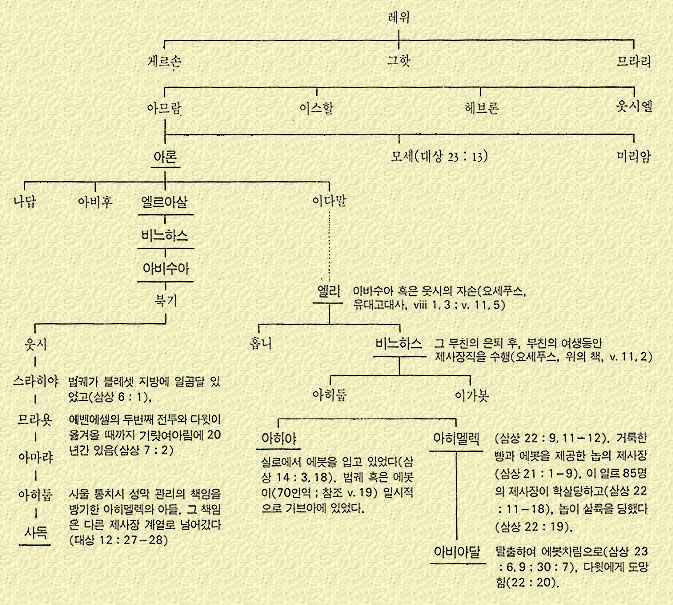 레위
게르손 그핫 므라리
아므람 이스할 헤브론 웃시엘
아론 모세(대상 23 : 13) 미리암
나답 아비후 엘르아살 이다말
비느하스
아비수아
북기
엘리
이바수아 혹은 웃시의 자손(요세푸스,
유대고대사, viii 1. 3 ; v. 11. 5)
웃시
홉니 비느하스
그 부친의 은퇴 후, 부친의 여생동안
제사장직을 수행(요세푸스, 위의 책, v. 11. 2)
스라히야
법궤가 블레셋 지방에 일곱달 있
었고(삼상 6 : 1),
아히둡 이가봇
므라욧
에벤에셀의 두번째 전투와 다윗이
옮겨올 때까지 기럇여아림에 20
년간 있음(삼상 7 : 2)
아마랴
아히둡
사울 통치시 성막 관리의 책임을
방기한 아히멜렉의 아들. 그 책임
은 다른 제사장 계열로 넘어갔다
(대상 12 : 27－28)
사독
아히야
실로에서 에봇을 입고 있었다(삼
상 14 : 3, 18). 법궤 혹은 에봇
이(70인역 ; 참조 v. 19) 일시적
으로 기브아에 있었다.
아히멜렉
(삼상 22 : 9, 11－12). 거룩한
빵과 에봇을 제공한 놉의 제사장
(삼상 21 : 1－9). 이 일르 85명
의 제사장이 학살당하고(삼상 22
: 11－18), 놉이 살륙을 당했다
(삼상 22 : 19).
아비아달
탈출하여 에봇차림으로(삼상 23
: 6, 9 ; 30 : 7), 다윗에게 도망
함(22 : 20).